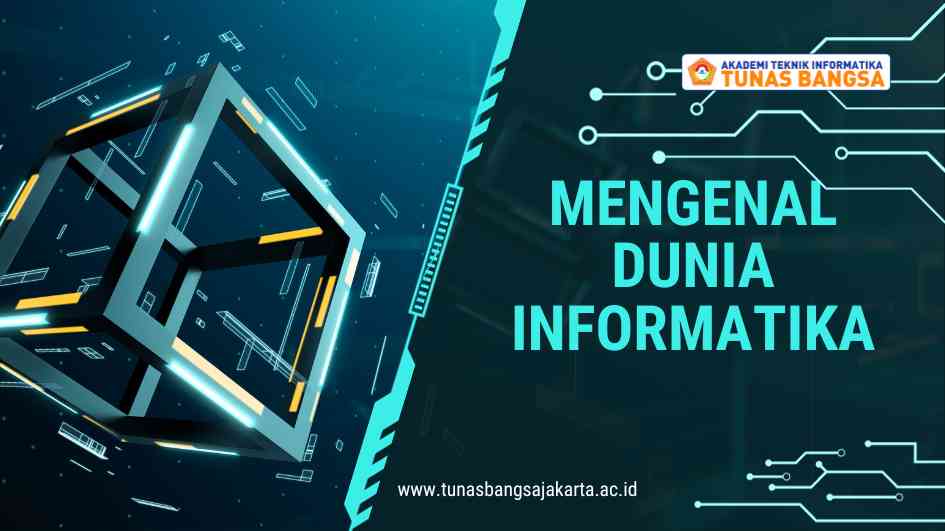 AKADEMI TEKNIK INFORMATIKA
TUNAS BANGSA
MENGENAL
DUNIA
INFORMATIKA
www.tunasbangsajakarta.ac.id